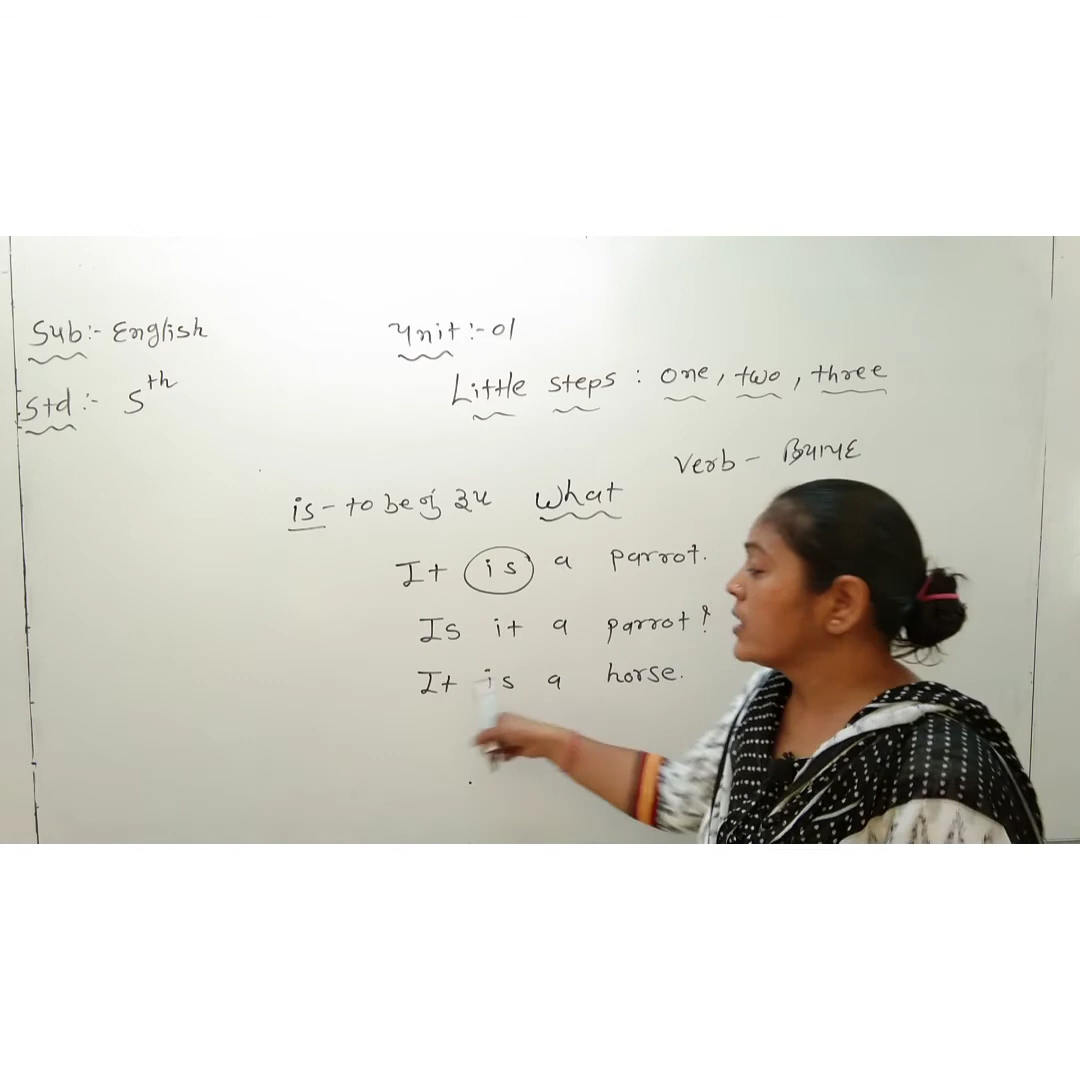 Sub:- English
Unit:- 01
Std:- 5th
Little steps : one, two, three
Verb - ક્રિયાપદ
is - to be નું રૂપ What
It is a parrot.
Is it a parrot?
It is a horse.